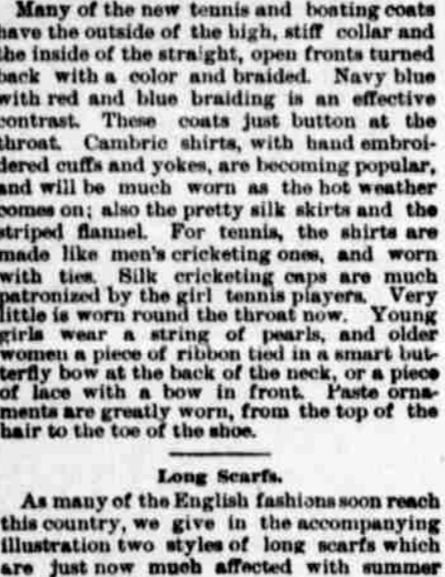 Many of the new tennis and boating coats
have the outside of the high, stiff collar and
the inside of the straight, open fronts turned
back with a color and braided. Navy blue
with red and blue braiding is an effective
contrast. These coats just button at the
throat. Cambric shirts, with hand embroi-
dered cuffs and yokes, are becoming popular,
and will be much worn as the hot weather
comes on; also the pretty silk skirts and the
striped flannel. For tennis, the shirts are
made like men's cricketing ones, and worn
with ties. Silk cricketing caps are much
patronized by the girl tennis players. Very
little is worn round the throat now. Young
girls wear a string of pearls, and older
women a piece of ribbon tied in a smart but-
terfly bow at the back of the neck, or a piece
of lace with a bow in front. Paste orna-
ments are greatly worn, from the top of the
hair to the toe of the shoe.
Long Scarfs.
As many of the English fashions soon reach
this country, we give in the accompanying
illustration two styles of long scarfs which
are just now much affected with summer